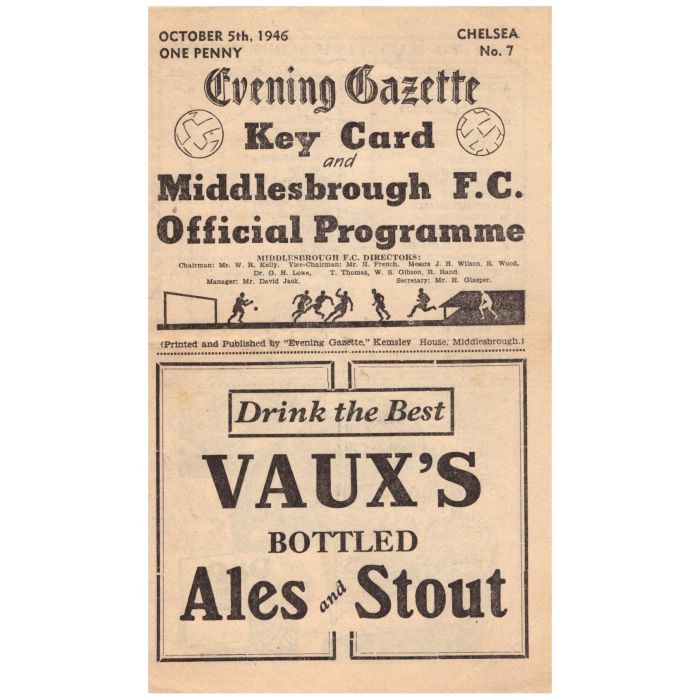 OCTOBER 5th, 1946 CHELSEA
ONE PENNY No. 7
Evening Gazette
Key Card
and
Middlesbrough F.C.
Official Programme
MIDDLESBROUGH F.C. DIRECTORS:
Chairman: Mr. W. R. Kelly. Vice-Chairman: Mr. H. French. Messrs J. H. Wilson, R. Wood,
Dr. G. H. Lowe, T. Thomas, W. S. Gibson, R. Rand.
Manager: Mr. David Jack. Secretary: Mr. H. Glasper.
(Printed and Published by "Evening Gazette," Kemsley House, Middlesbrough.)
Drink the Best
VAUX'S
BOTTLED
Ales and Stout